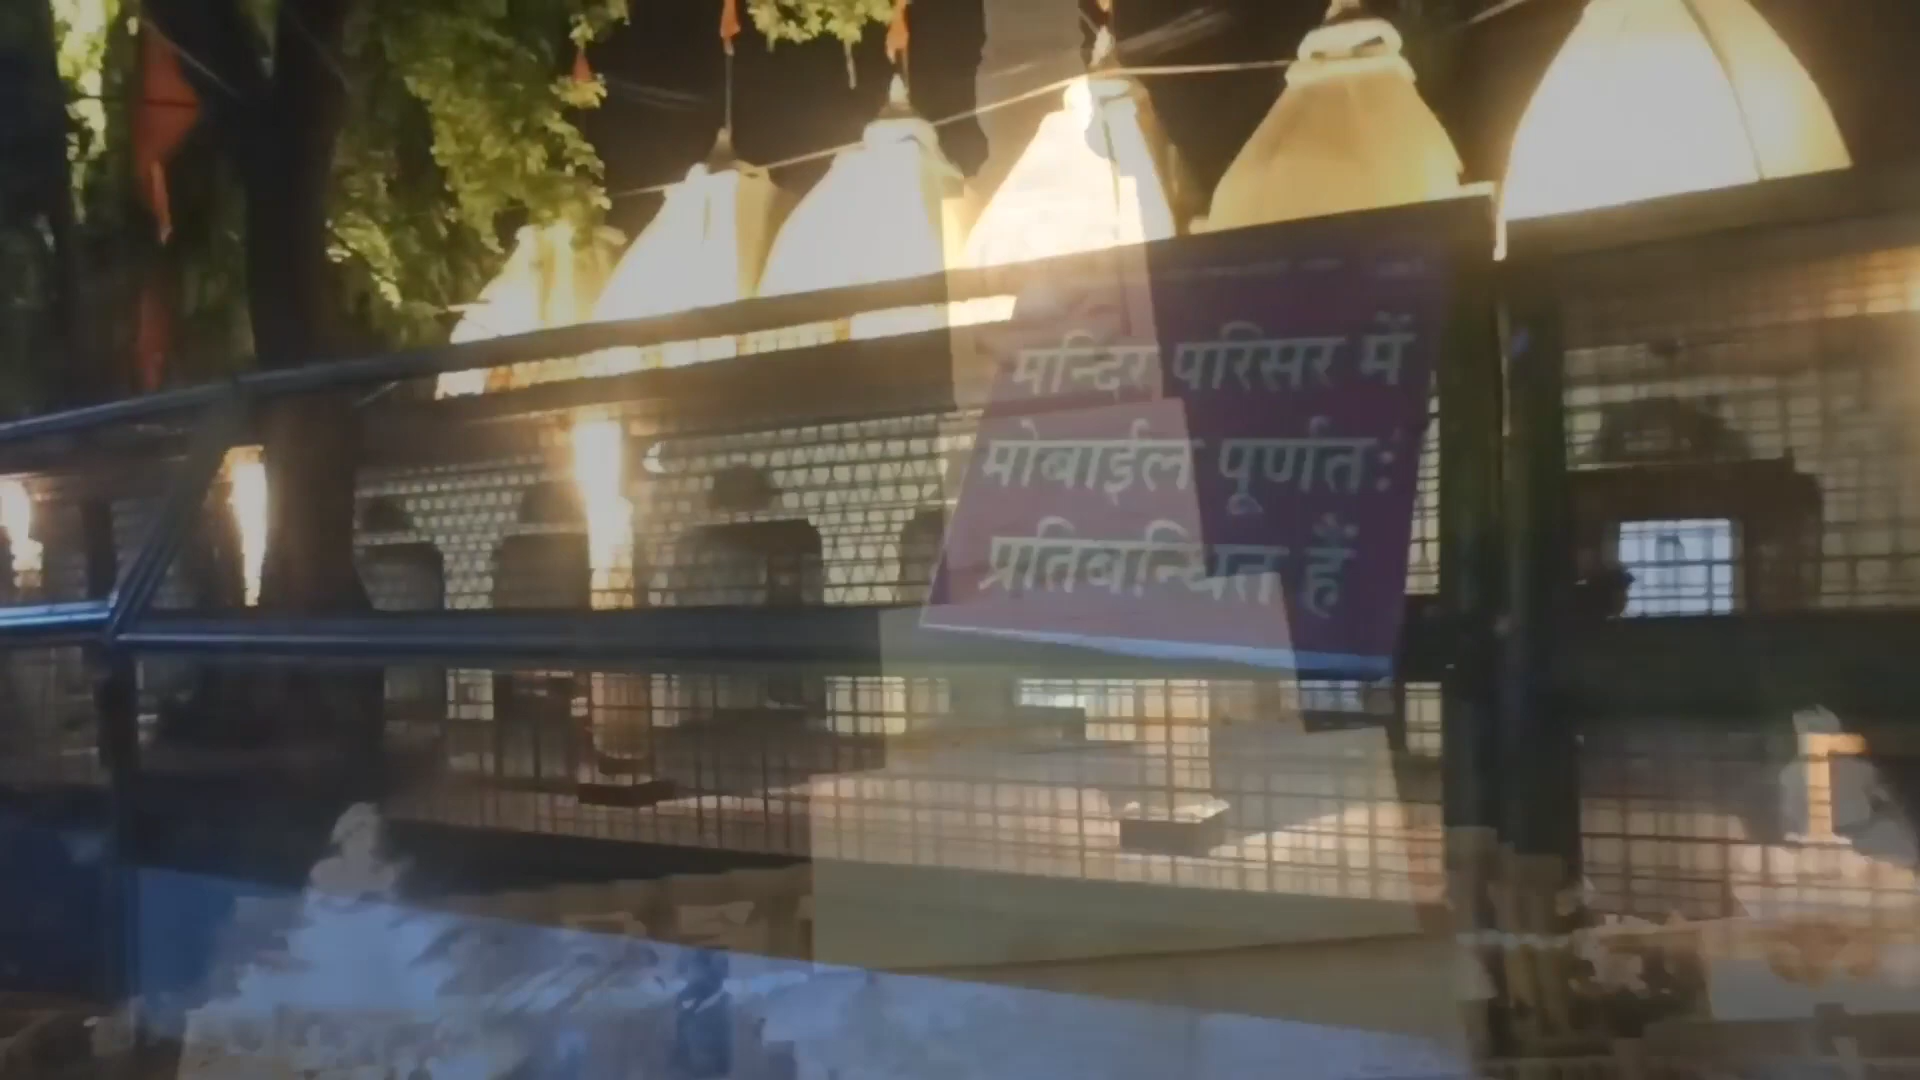 मन्दिर परिसर में
मोबाईल पूर्णतः
प्रतिबन्धित हैं